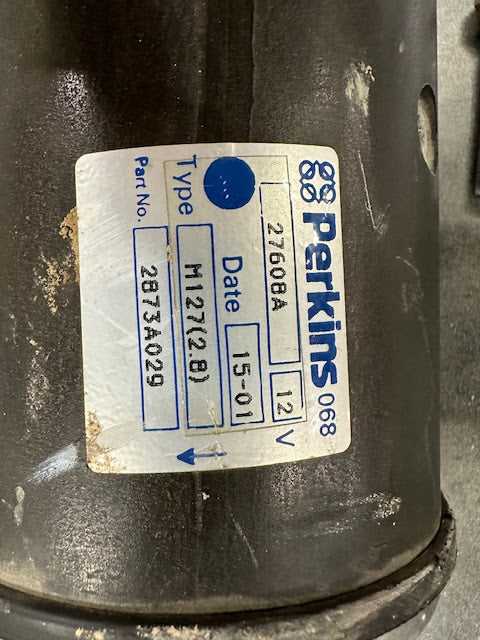 Perkins 068
27608A 12 V
Date 15-01
Type M127(2.8)
Part No. 2873A029